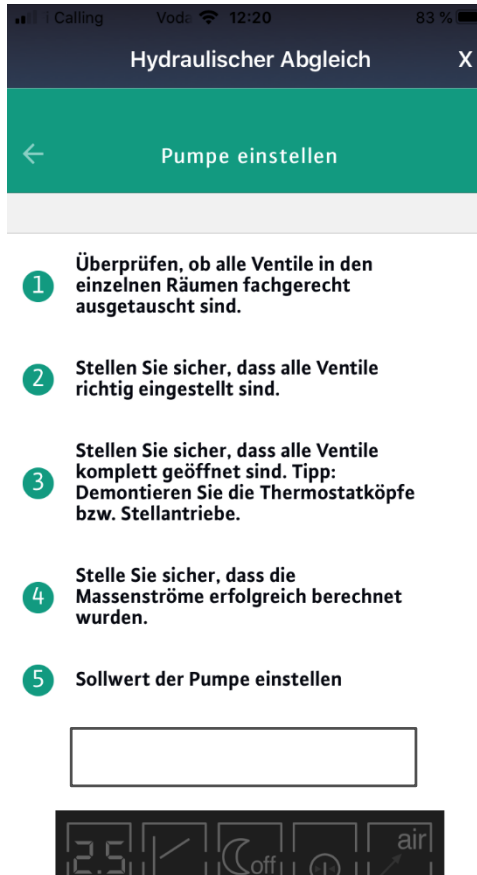 i Calling Voda 12:20 83 %
Hydraulischer Abgleich X
Pumpe einstellen
1 Überprüfen, ob alle Ventile in den
einzelnen Räumen fachgerecht
ausgetauscht sind.
2 Stellen Sie sicher, dass alle Ventile
richtig eingestellt sind.
3 Stellen Sie sicher, dass alle Ventile
komplett geöffnet sind. Tipp:
Demontieren Sie die Thermostatköpfe
bzw. Stellantriebe.
4 Stelle Sie sicher, dass die
Massenströme erfolgreich berechnet
wurden.
5 Sollwert der Pumpe einstellen
2.5 off air